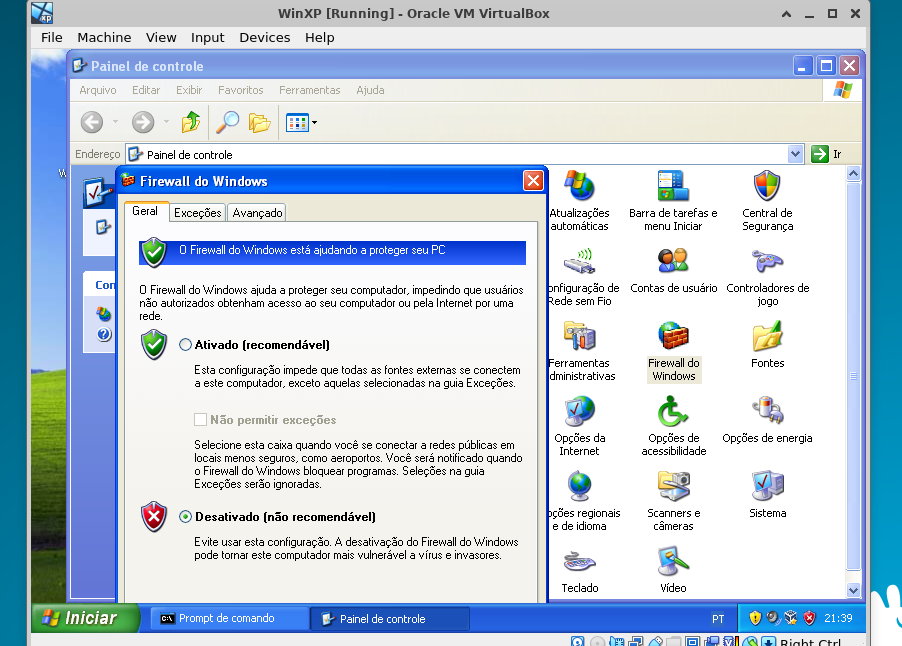 WinXP [Running] - Oracle VM VirtualBox
File Machine View Input Devices Help
Painel de controle
Arquivo Editar Exibir Favoritos Ferramentas Ajuda
Endereço Painel de controle Ir
Firewall do Windows
Geral Exceções Avançado
O Firewall do Windows está ajudando a proteger seu PC
O Firewall do Windows ajuda a proteger seu computador, impedindo que usuários
não autorizados obtenham acesso ao seu computador ou pela Internet por uma
rede.
Ativado (recomendável)
Esta configuração impede que todas as fontes externas se conectem
a este computador, exceto aquelas selecionadas na guia Exceções.
Não permitir exceções
Selecione esta caixa quando você se conectar a redes públicas em
locais menos seguros, como aeroportos. Você será notificado quando
o Firewall do Windows bloquear programas. Seleções na guia
Exceções serão ignoradas.
Desativado (não recomendável)
Evite usar esta configuração. A desativação do Firewall do Windows
pode tornar este computador mais vulnerável a vírus e invasores.
Con
Atualizações
automáticas
Barra de tarefas e
menu Iniciar
Central de
Segurança
onfiguração de
Rede sem Fio
Contas de usuário
Controladores de
jogo
Ferramentas
dministrativas
Firewall do
Windows
Fontes
Opções da
Internet
Opções de
acessibilidade
Opções de energia
pções regionais
e de idioma
Scanners e
câmeras
Sistema
Teclado
Vídeo
Iniciar Prompt de comando Painel de controle PT 21:39
Right Ctrl